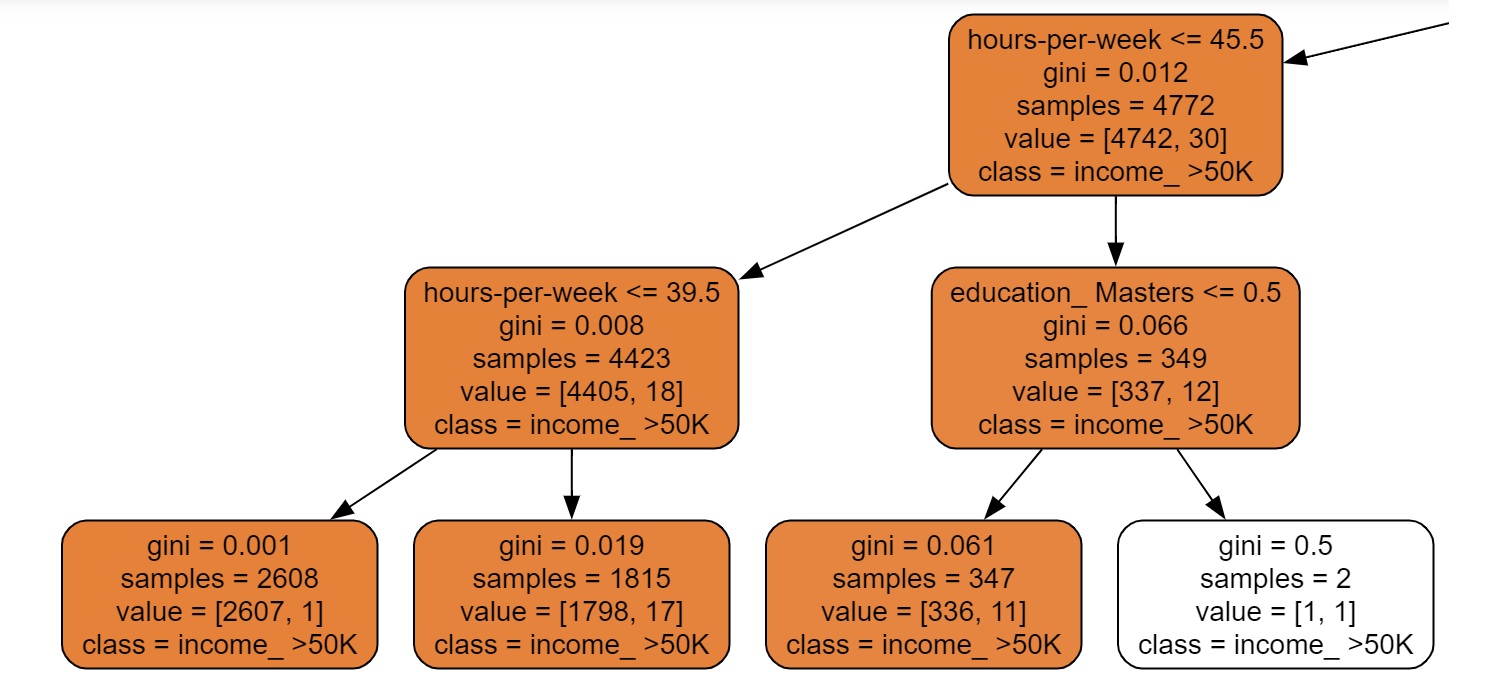 hours-per-week <= 45.5
gini = 0.012
samples = 4772
value = [4742, 30]
class = income_ >50K
hours-per-week <= 39.5
gini = 0.008
samples = 4423
value = [4405, 18]
class = income_ >50K
education_ Masters <= 0.5
gini = 0.066
samples = 349
value = [337, 12]
class = income_ >50K
gini = 0.001
samples = 2608
value = [2607, 1]
class = income_ >50K
gini = 0.019
samples = 1815
value = [1798, 17]
class = income_ >50K
gini = 0.061
samples = 347
value = [336, 11]
class = income_ >50K
gini = 0.5
samples = 2
value = [1, 1]
class = income_ >50K